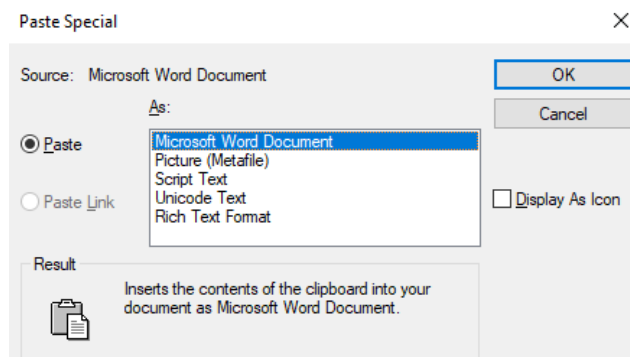 Paste Special
Source: Microsoft Word Document
OK
As:
Cancel
Paste
Microsoft Word Document
Picture (Metafile)
Script Text
Unicode Text
Rich Text Format
Paste Link
Display As Icon
Result
Inserts the contents of the clipboard into your
document as Microsoft Word Document.